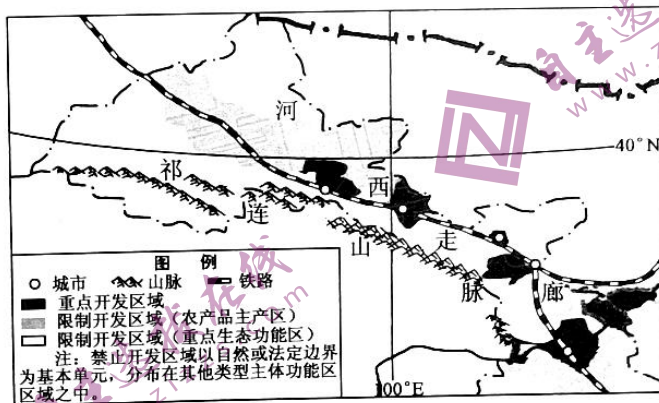 自主选
www.z
河
40°N
祁
西
连
山
走
脉
廊
图 例
城市 山脉 铁路
重点开发区域
限制开发区域（农产品主产区）
限制开发区域（重点生态功能区）
注：禁止开发区域以自然或法定边界
为基本单元，分布在其他类型主体功能区
区域之中。
100°E